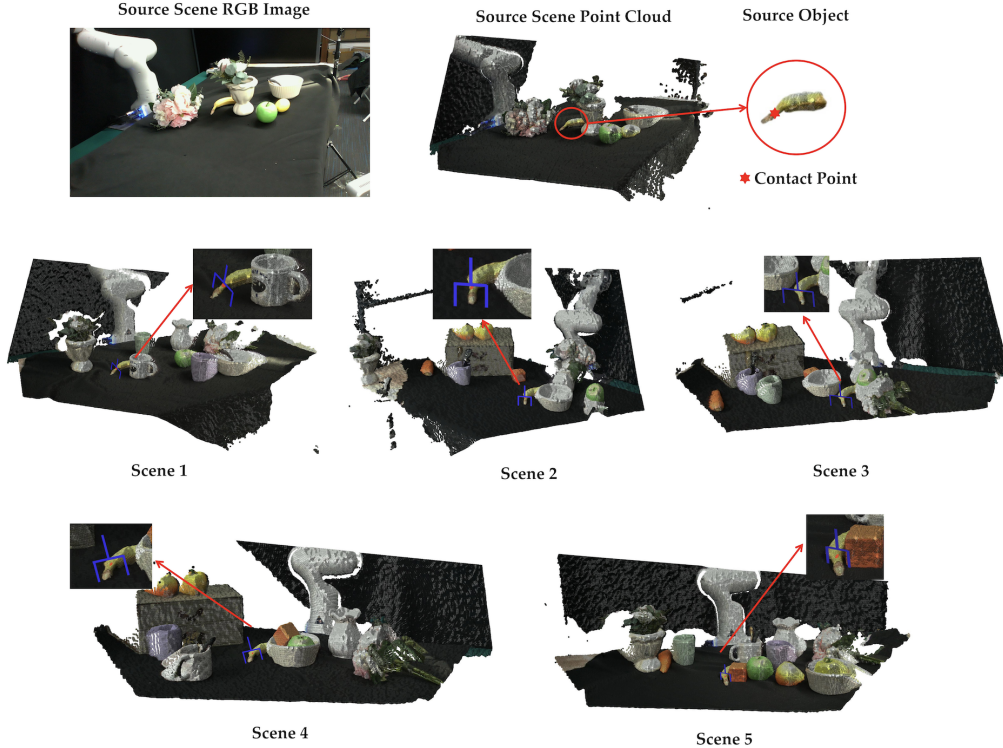 Source Scene RGB Image
Source Scene Point Cloud
Source Object
Contact Point
Scene 1
Scene 2
Scene 3
Scene 4
Scene 5